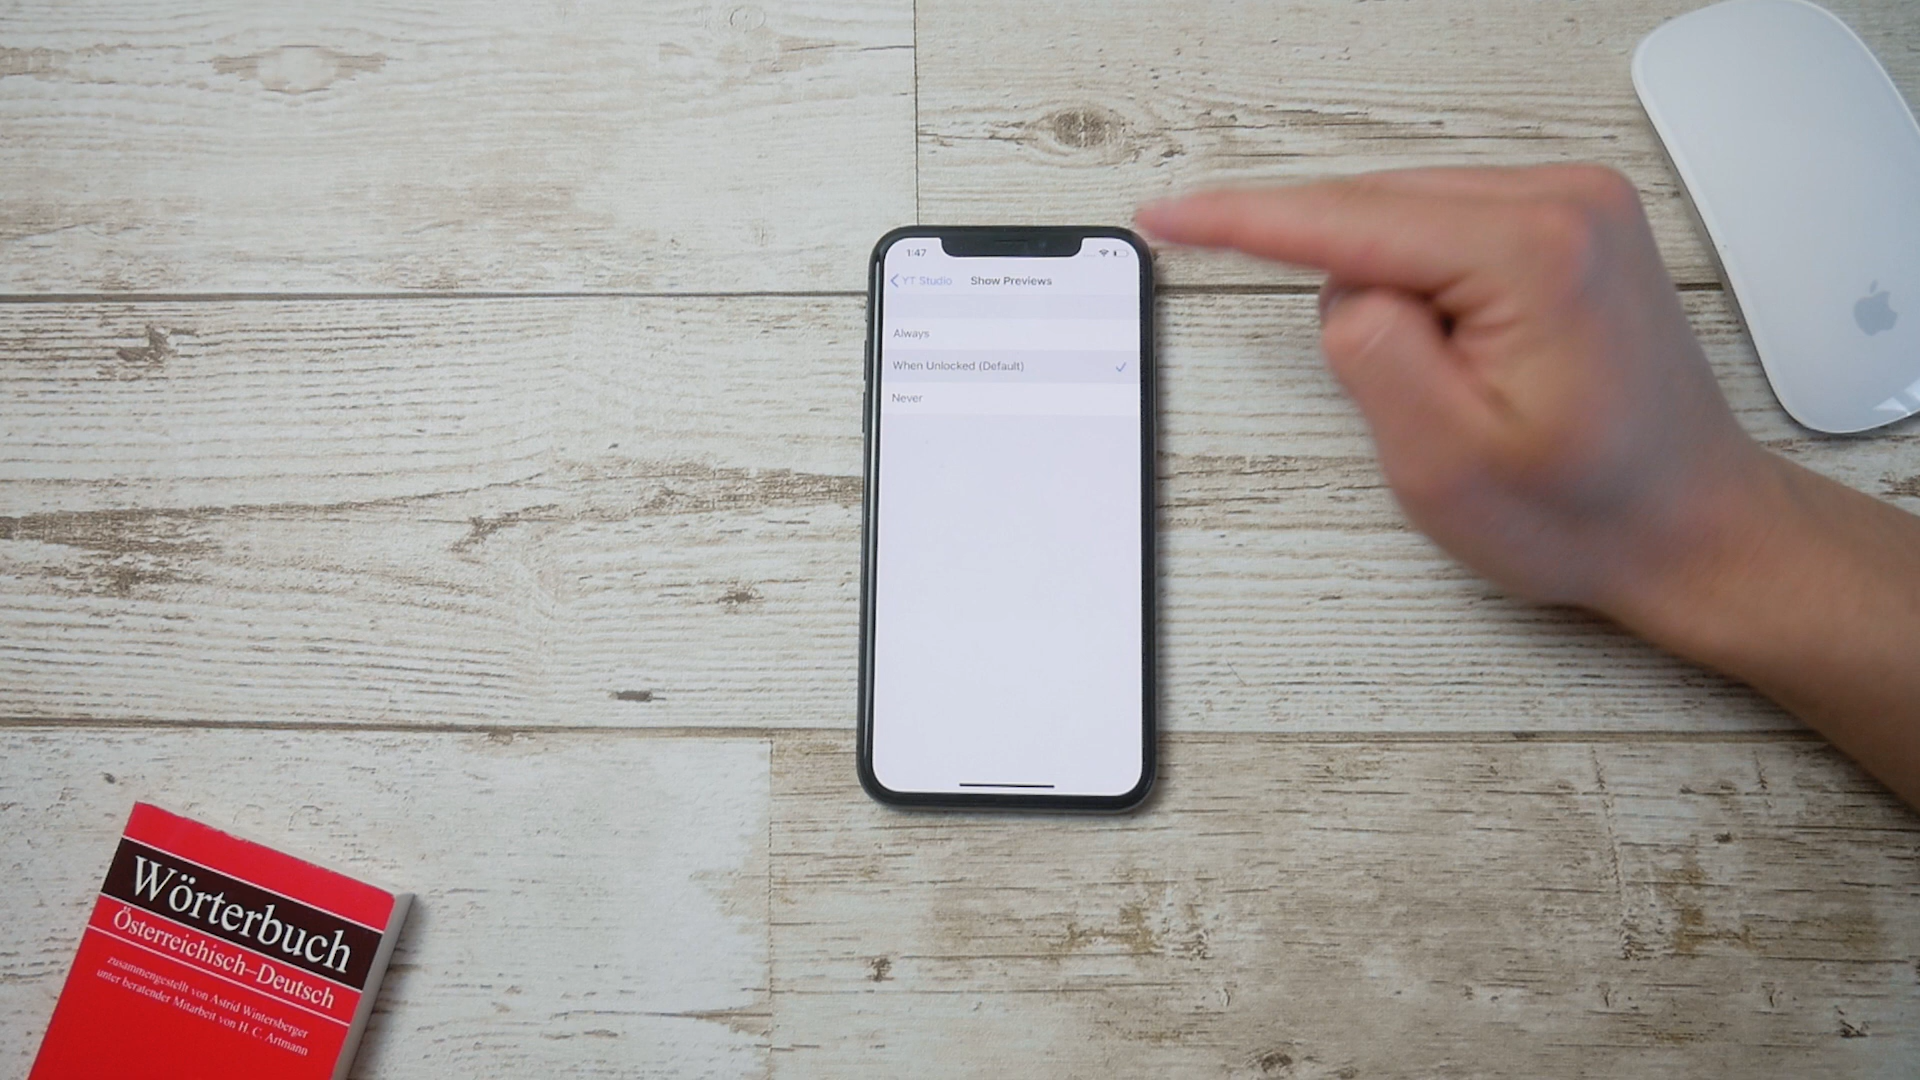 1:47
YT Studio Show Previews
Always
When Unlocked (Default)
Never
Wörterbuch
Österreichisch–Deutsch
zusammengestellt von Astrid Wintersberger
unter beratender Mitarbeit von H. C. Artmann